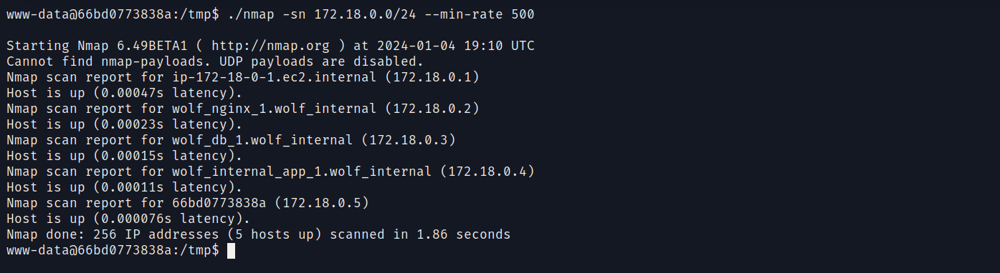 www-data@66bd0773838a:/tmp$ ./nmap -sn 172.18.0.0/24 --min-rate 500
Starting Nmap 6.49BETA1 ( http://nmap.org ) at 2024-01-04 19:10 UTC
Cannot find nmap-payloads. UDP payloads are disabled.
Nmap scan report for ip-172-18-0-1.ec2.internal (172.18.0.1)
Host is up (0.00047s latency).
Nmap scan report for wolf_nginx_1.wolf_internal (172.18.0.2)
Host is up (0.00023s latency).
Nmap scan report for wolf_db_1.wolf_internal (172.18.0.3)
Host is up (0.00015s latency).
Nmap scan report for wolf_internal_app_1.wolf_internal (172.18.0.4)
Host is up (0.00011s latency).
Nmap scan report for 66bd0773838a (172.18.0.5)
Host is up (0.000076s latency).
Nmap done: 256 IP addresses (5 hosts up) scanned in 1.86 seconds
www-data@66bd0773838a:/tmp$